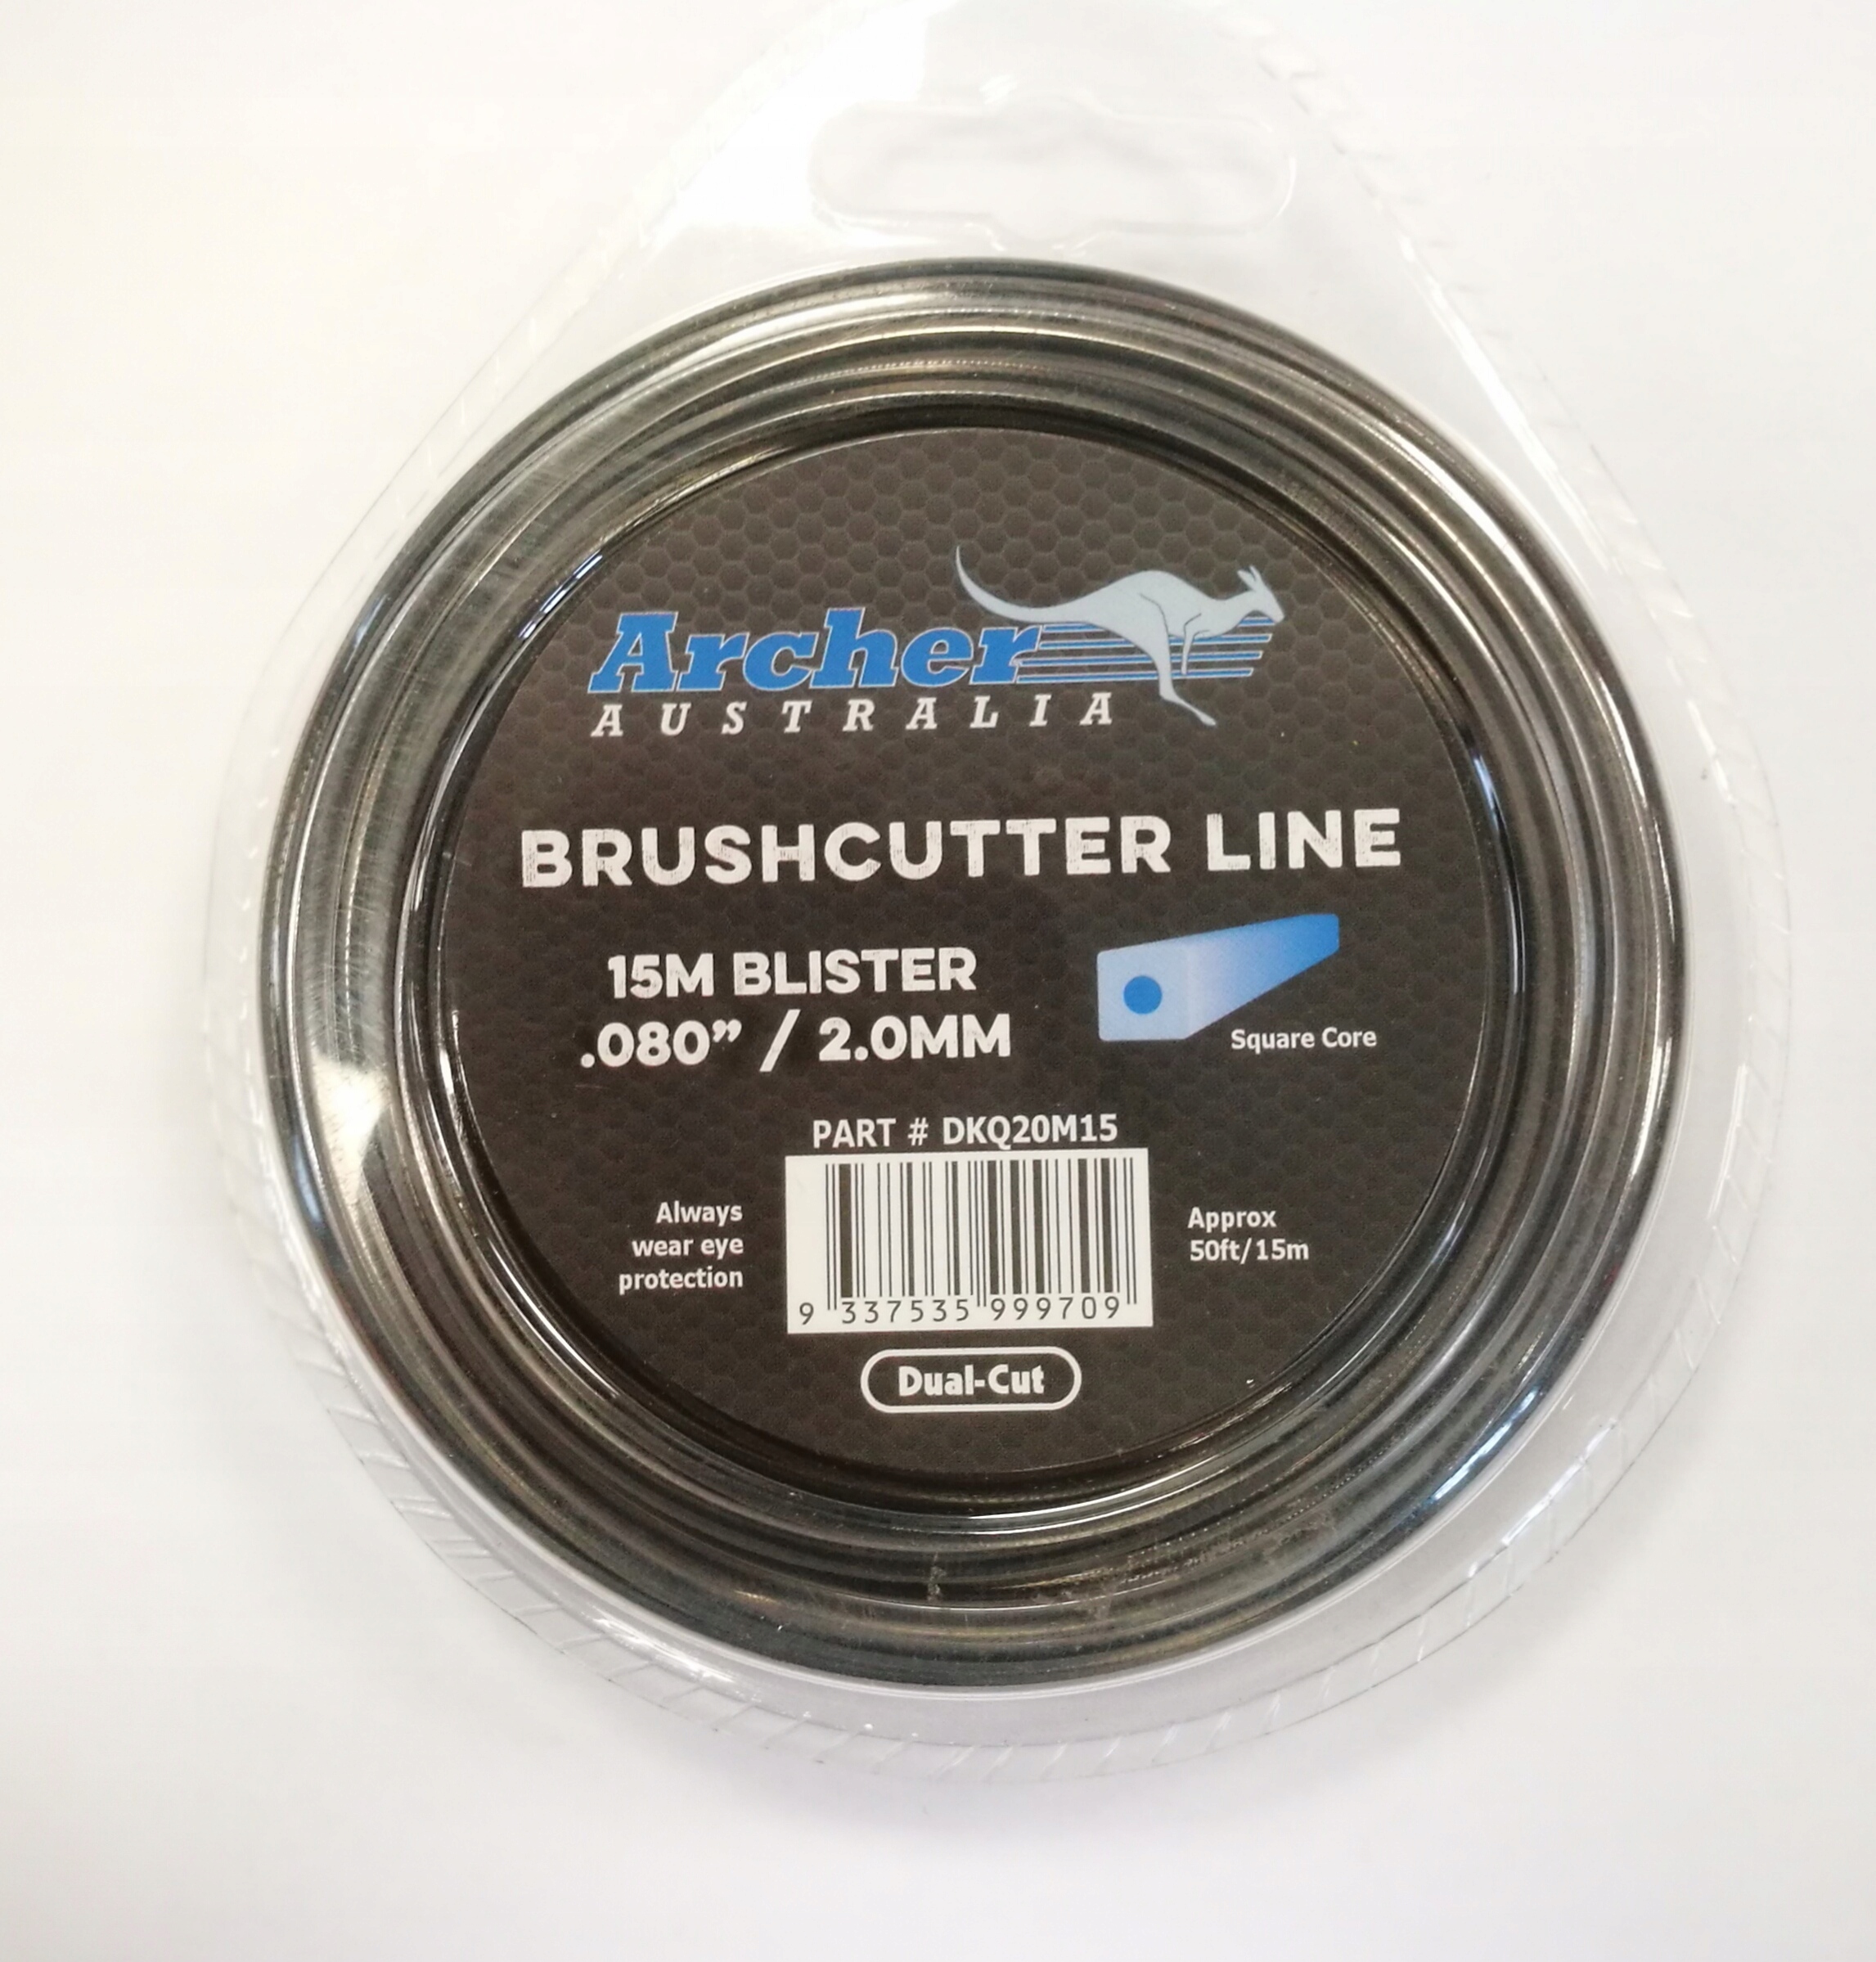 Archer
AUSTRALIA
BRUSHCUTTER LINE
15M BLISTER
.080” / 2.0MM
Square Core
PART # DKQ20M15
Always
wear eye
protection
9 337535 999709
Approx
50ft/15m
Dual-Cut